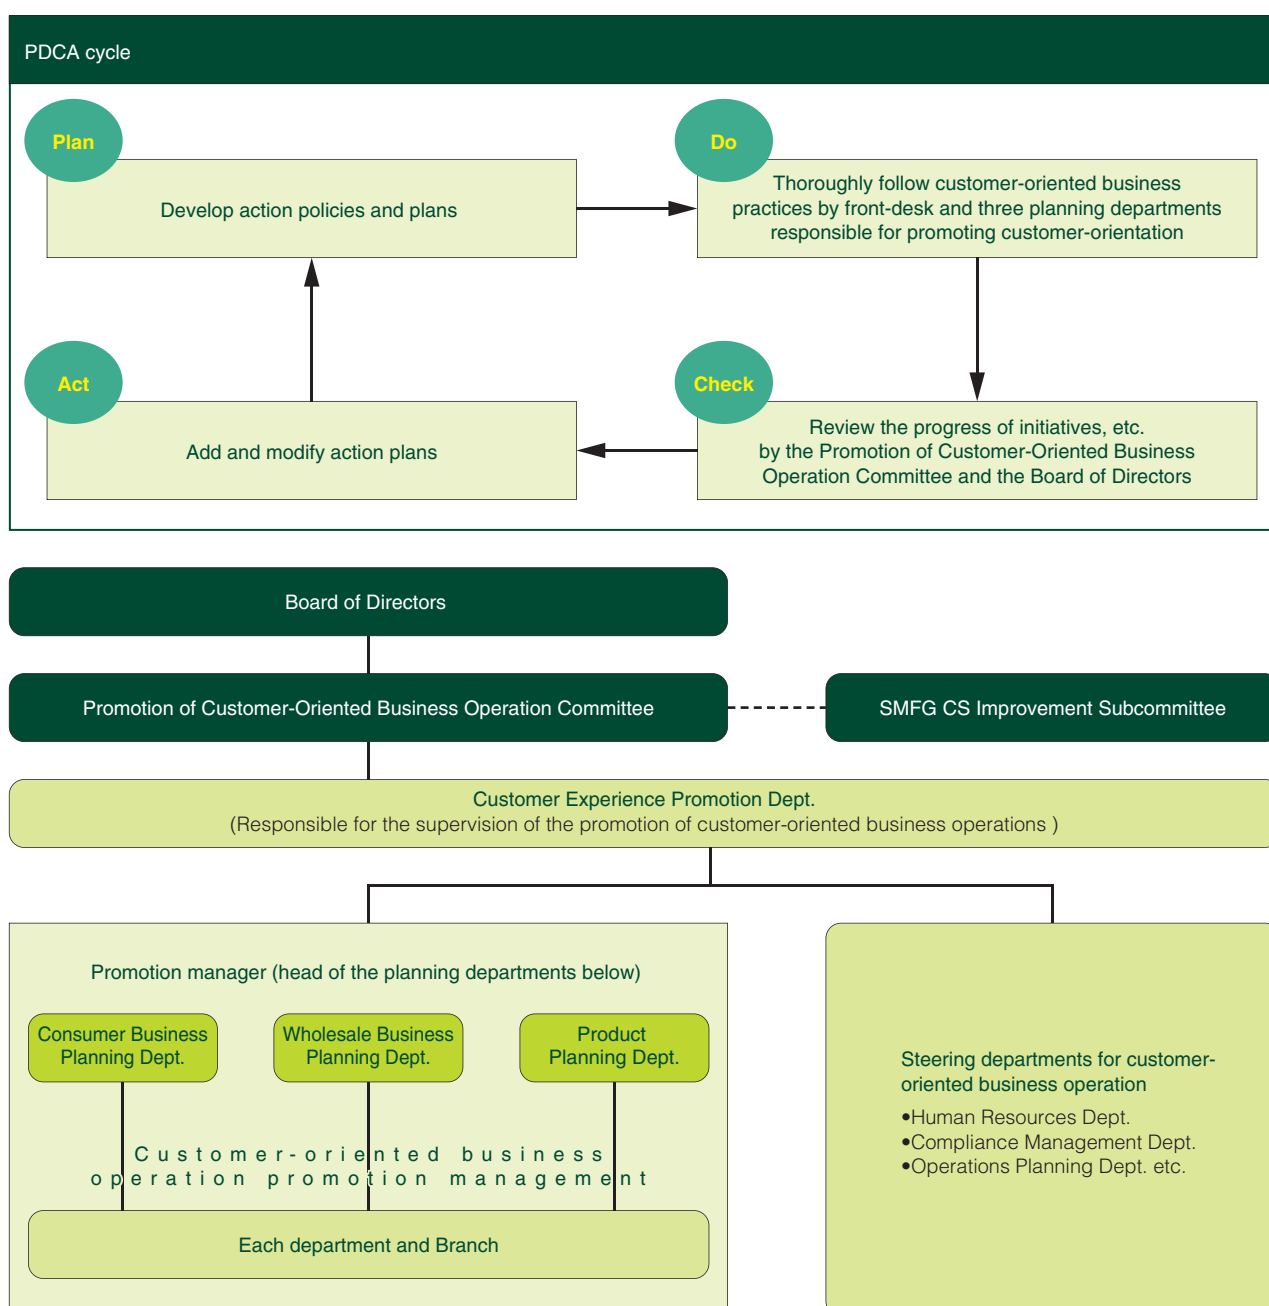 PDCA cycle
Plan
Develop action policies and plans
Do
Thoroughly follow customer-oriented business
practices by front-desk and three planning departments
responsible for promoting customer-orientation
Act
Add and modify action plans
Check
Review the progress of initiatives, etc.
by the Promotion of Customer-Oriented Business
Operation Committee and the Board of Directors
Board of Directors
Promotion of Customer-Oriented Business Operation Committee
SMFG CS Improvement Subcommittee
Customer Experience Promotion Dept.
(Responsible for the supervision of the promotion of customer-oriented business operations )
Promotion manager (head of the planning departments below)
Consumer Business
Planning Dept.
Wholesale Business
Planning Dept.
Product
Planning Dept.
Customer-oriented business
operation promotion management
Each department and Branch
Steering departments for customer-
oriented business operation
•Human Resources Dept.
•Compliance Management Dept.
•Operations Planning Dept. etc.